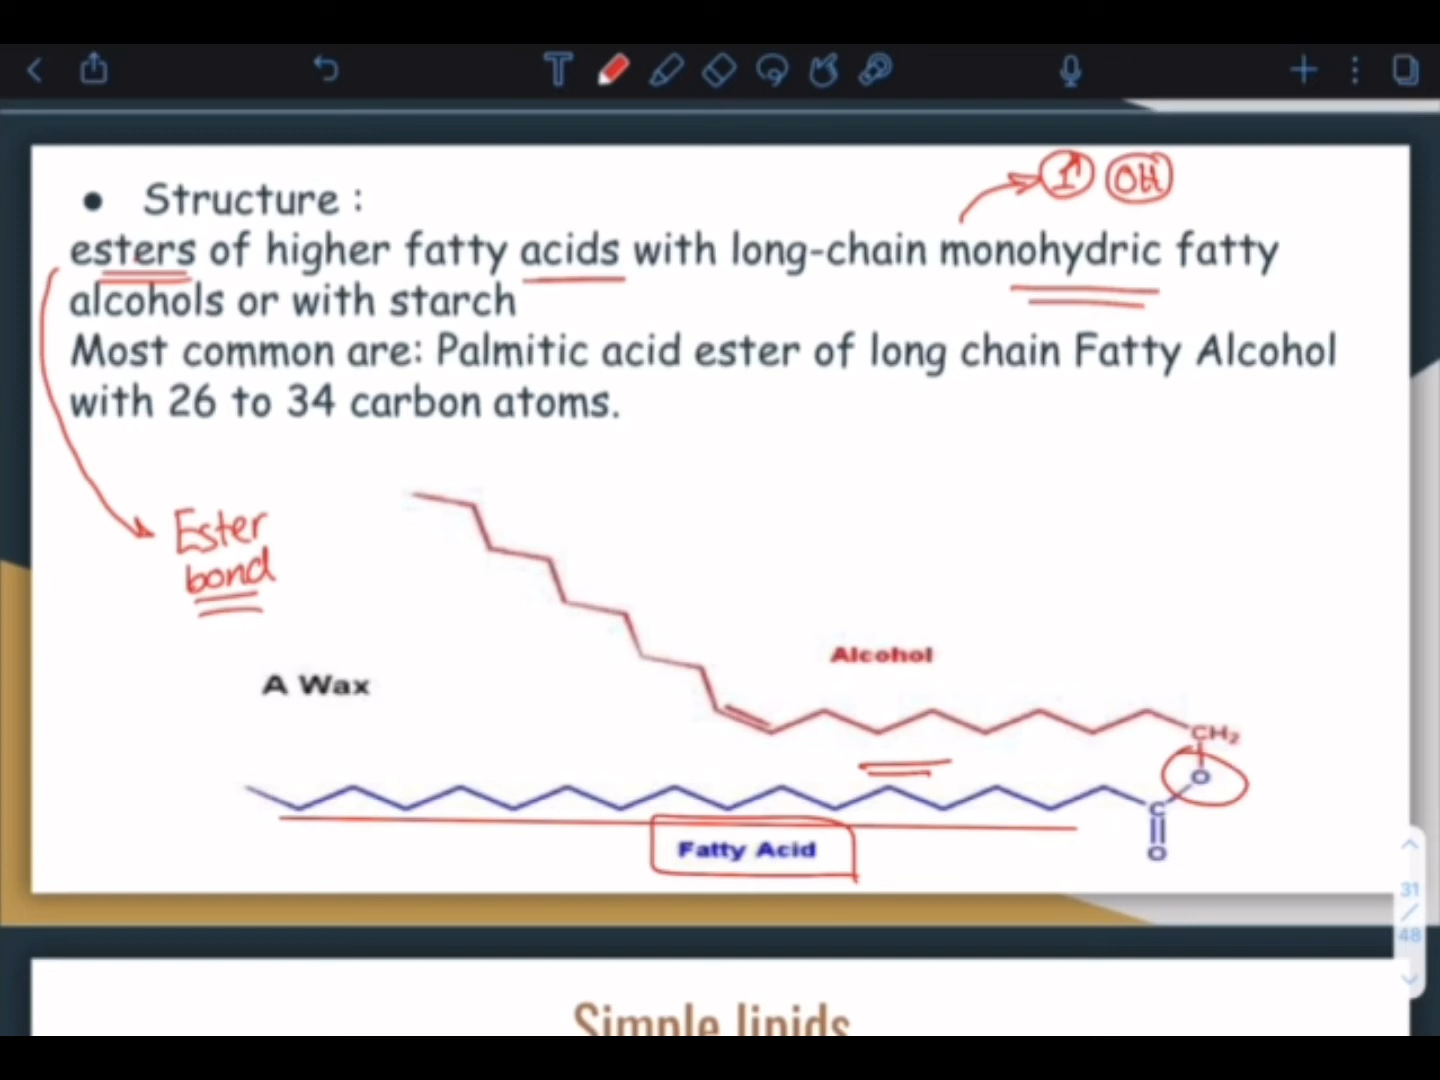 1° OH
● Structure :
esters of higher fatty acids with long-chain monohydric fatty
alcohols or with starch
Most common are: Palmitic acid ester of long chain Fatty Alcohol
with 26 to 34 carbon atoms.
Ester
bond
Alcohol
A Wax
CH₂
O
C
Fatty Acid
O
31
/
48
Simple lipids